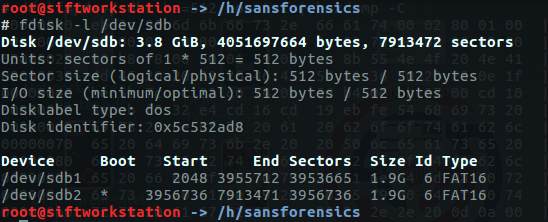 root@siftworkstation -> /h/sansforensics
# fdisk -l /dev/sdb
Disk /dev/sdb: 3.8 GiB, 4051697664 bytes, 7913472 sectors
Units: sectors of 1 * 512 = 512 bytes
Sector size (logical/physical): 512 bytes / 512 bytes
I/O size (minimum/optimal): 512 bytes / 512 bytes
Disklabel type: dos
Disk identifier: 0x5c532ad8
Device Boot Start End Sectors Size Id Type
/dev/sdb1 2048 3955712 3953665 1.9G 6 FAT16
/dev/sdb2 * 3956736 7913471 3956736 1.9G 6 FAT16
root@siftworkstation -> /h/sansforensics